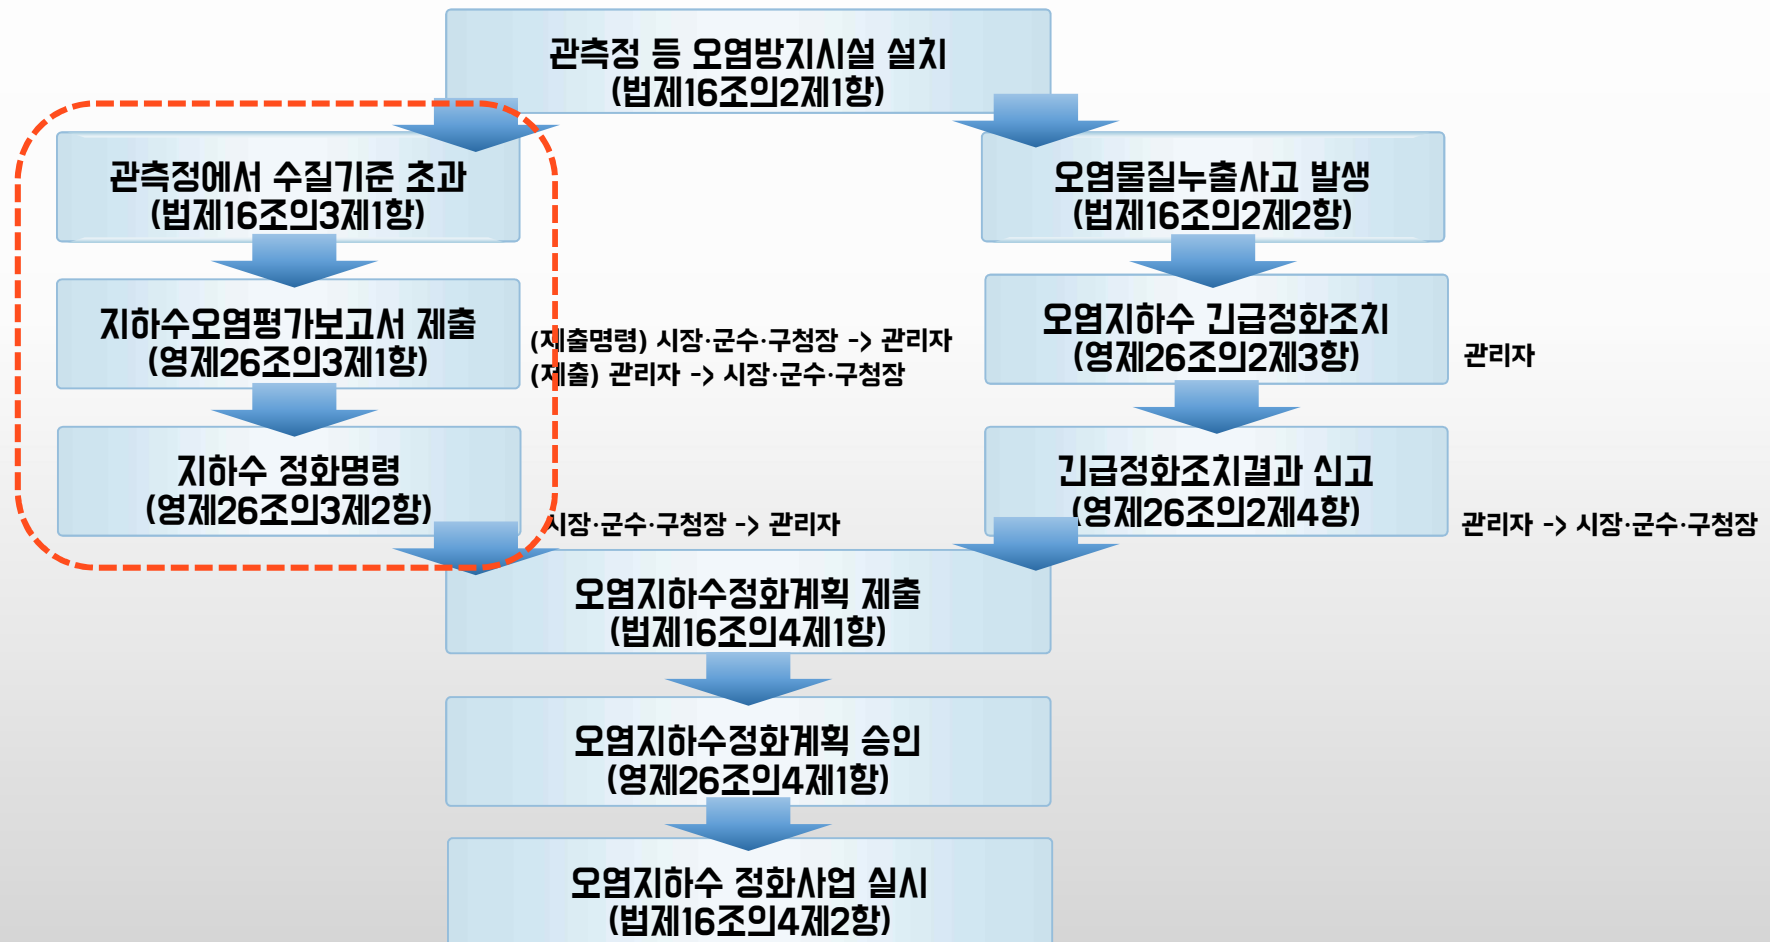 관측정 등 오염방지시설 설치
(법제16조의2제1항)
관측정에서 수질기준 초과
(법제16조의3제1항)
오염물질누출사고 발생
(법제16조의2제2항)
지하수오염평가보고서 제출
(영제26조의3제1항)
(제출명령) 시장·군수·구청장 -> 관리자
(제출) 관리자 -> 시장·군수·구청장
오염지하수 긴급정화조치
(영제26조의2제3항)
관리자
지하수 정화명령
(영제26조의3제2항)
시장·군수·구청장 -> 관리자
긴급정화조치결과 신고
(영제26조의2제4항)
관리자 -> 시장·군수·구청장
오염지하수정화계획 제출
(법제16조의4제1항)
오염지하수정화계획 승인
(영제26조의4제1항)
오염지하수 정화사업 실시
(법제16조의4제2항)